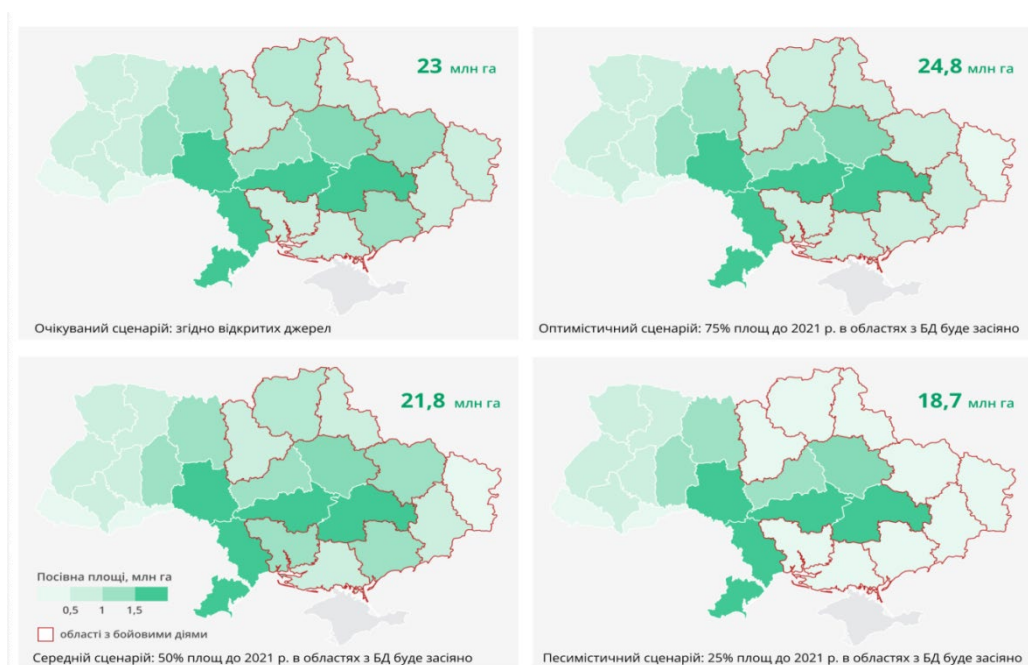 23 млн га
Очікуваний сценарій: згідно відкритих джерел
24,8 млн га
Оптимістичний сценарій: 75% площ до 2021 р. в областях з БД буде засіяно
21,8 млн га
Посівна площі, млн га
0,5 1 1,5
області з бойовими діями
Середній сценарій: 50% площ до 2021 р. в областях з БД буде засіяно
18,7 млн га
Песимістичний сценарій: 25% площ до 2021 р. в областях з БД буде засіяно